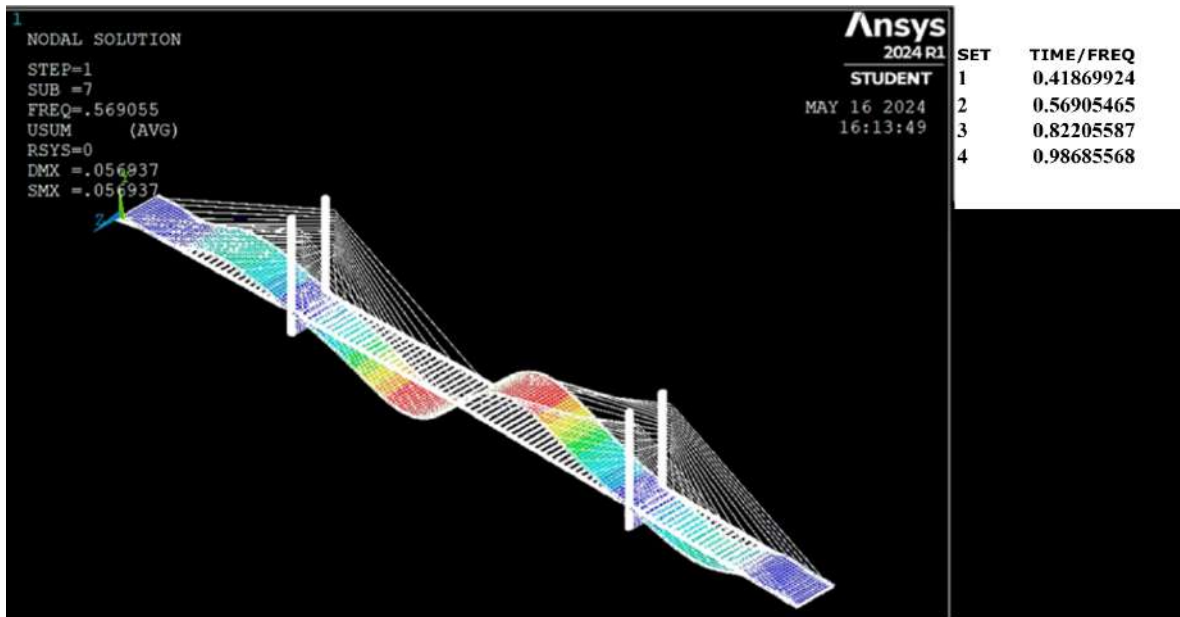 1
NODAL SOLUTION
STEP=1
SUB =7
FREQ=.569055
USUM (AVG)
RSYS=0
DMX =.056937
SMX =.056937
Z
Ansys
2024 R1
STUDENT
MAY 16 2024
16:13:49
SET TIME/FREQ
1 0.41869924
2 0.56905465
3 0.82205587
4 0.98685568